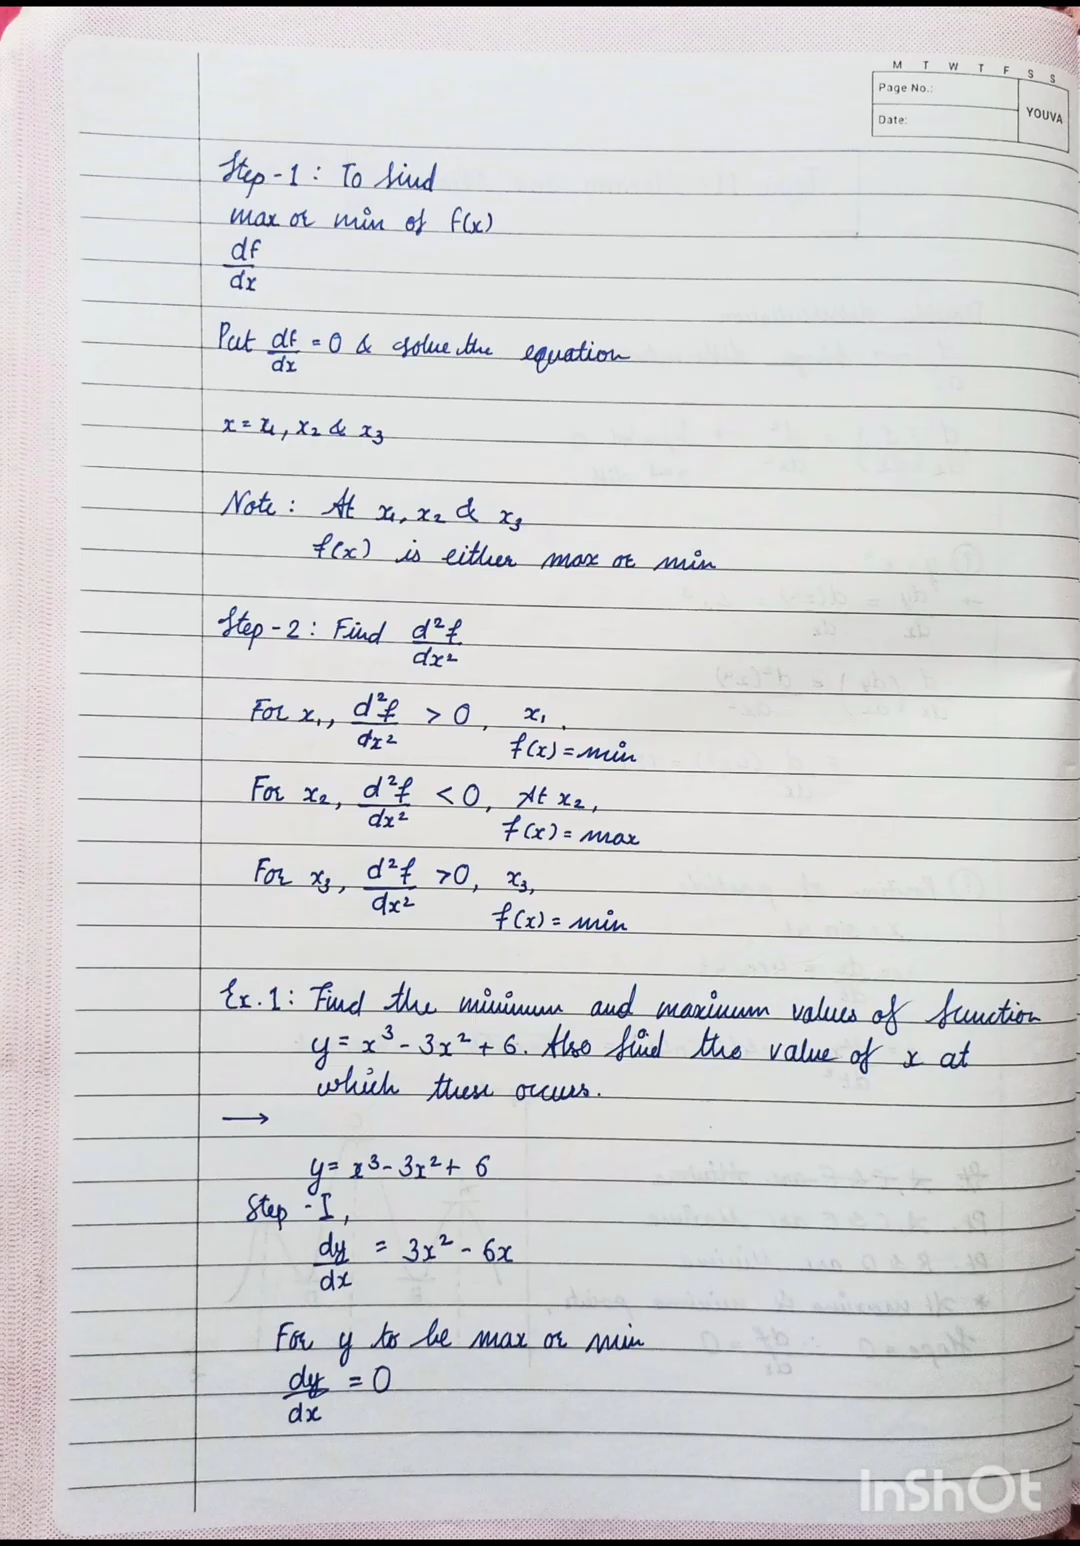 M T W T F S S
Page No.:
YOUVA
Date:
Step-1: To find
max or min of f(x)
df
dx
Put df/dx = 0 & solve the equation
x = x₁, x₂ & x₃
Note: At x₁, x₂ & x₃
f(x) is either max or min
Step-2: Find d²f/dx²
For x₁, d²f/dx² > 0, x₁,
f(x) = min
For x₂, d²f/dx² < 0, At x₂,
f(x) = max
For x₃, d²f/dx² >0, x₃,
f(x) = min
Ex.1: Find the minimum and maximum values of function
y = x³ - 3x² + 6. Also find the value of x at
which these occurs.
→
y = x³ - 3x² + 6
Step - I,
dy/dx = 3x² - 6x
For y to be max or min
dy/dx = 0
InShOt